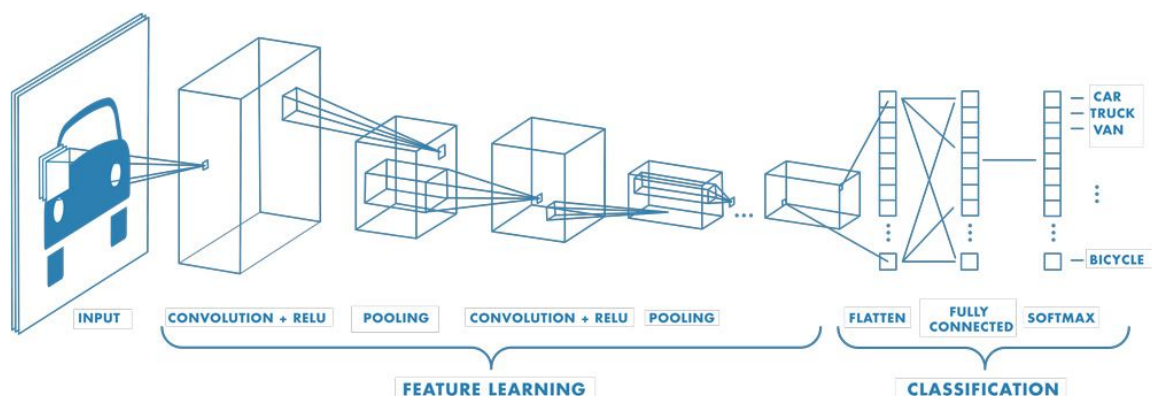 CAR
TRUCK
VAN
BICYCLE
INPUT
CONVOLUTION + RELU
POOLING
CONVOLUTION + RELU
POOLING
FLATTEN
FULLY
CONNECTED
SOFTMAX
FEATURE LEARNING
CLASSIFICATION